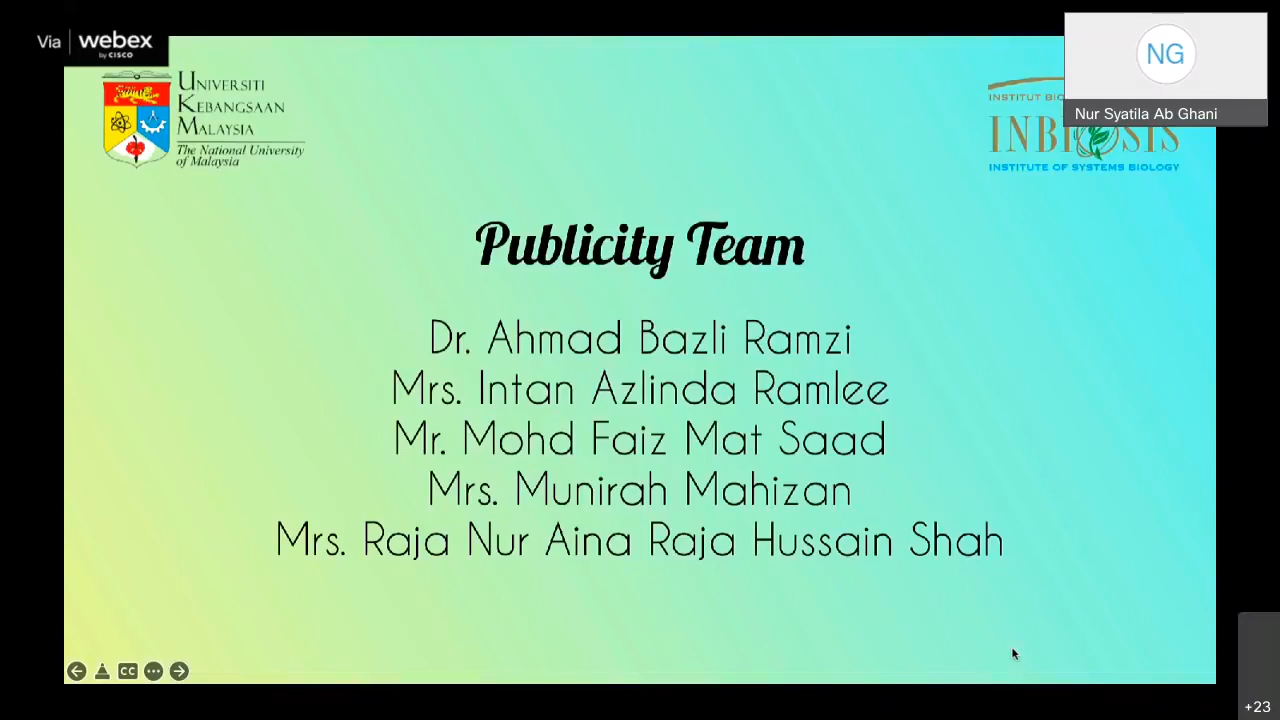 Via webex
by CISCO
NG
Nur Syatila Ab Ghani
UNIVERSITI
KEBANGSAAN
MALAYSIA
The National University
of Malaysia
INSTITUT
INBIOSIS
INSTITUTE OF SYSTEMS BIOLOGY
Publicity Team
Dr. Ahmad Bazli Ramzi
Mrs. Intan Azlinda Ramlee
Mr. Mohd Faiz Mat Saad
Mrs. Munirah Mahizan
Mrs. Raja Nur Aina Raja Hussain Shah
CC
+23